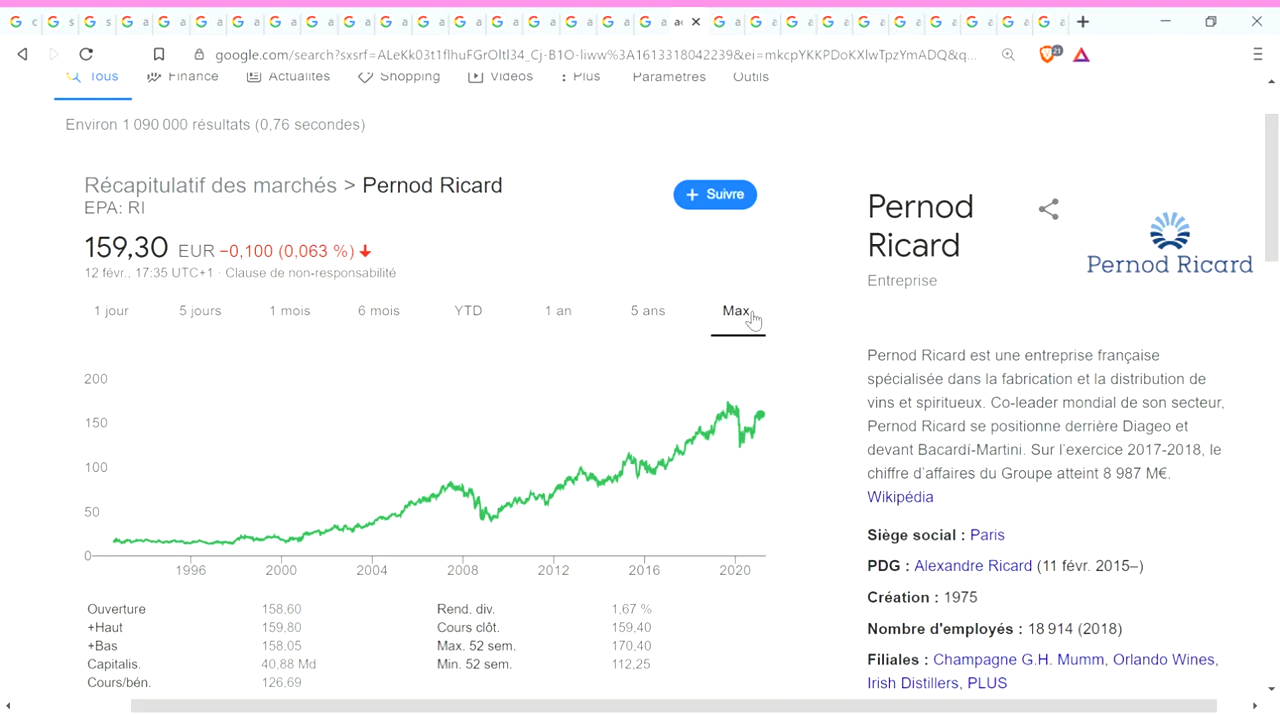 google.com/search?sxsrf=ALeKk03t1flhuFGrOltl34_Cj-B1O-liww%3A1613318042239&ei=mkcpYKKPDoKXlwTpzYmADQ&q...
21
Tous Finance Actualités Shopping Vidéos Plus Paramètres Outils
Environ 1 090 000 résultats (0,76 secondes)
Récapitulatif des marchés > Pernod Ricard
EPA: RI
+ Suivre
159,30 EUR −0,100 (0,063 %)
12 févr., 17:35 UTC+1 · Clause de non-responsabilité
1 jour 5 jours 1 mois 6 mois YTD 1 an 5 ans Max
200
150
100
50
0
1996 2000 2004 2008 2012 2016 2020
Ouverture 158,60 Rend. div. 1,67 %
+Haut 159,80 Cours clôt. 159,40
+Bas 158,05 Max. 52 sem. 170,40
Capitalis. 40,88 Md Min. 52 sem. 112,25
Cours/bén. 126,69
Pernod
Ricard
Entreprise
Pernod Ricard
Pernod Ricard est une entreprise française
spécialisée dans la fabrication et la distribution de
vins et spiritueux. Co-leader mondial de son secteur,
Pernod Ricard se positionne derrière Diageo et
devant Bacardi-Martini. Sur l'exercice 2017-2018, le
chiffre d'affaires du Groupe atteint 8 987 M€.
Wikipédia
Siège social : Paris
PDG : Alexandre Ricard (11 févr. 2015–)
Création : 1975
Nombre d'employés : 18 914 (2018)
Filiales : Champagne G.H. Mumm, Orlando Wines,
Irish Distillers, PLUS